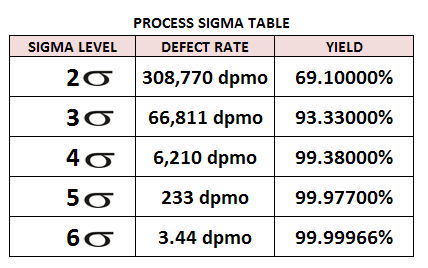 PROCESS SIGMA TABLE
SIGMA LEVEL DEFECT RATE YIELD
2σ 308,770 dpmo 69.10000%
3σ 66,811 dpmo 93.33000%
4σ 6,210 dpmo 99.38000%
5σ 233 dpmo 99.97700%
6σ 3.44 dpmo 99.99966%